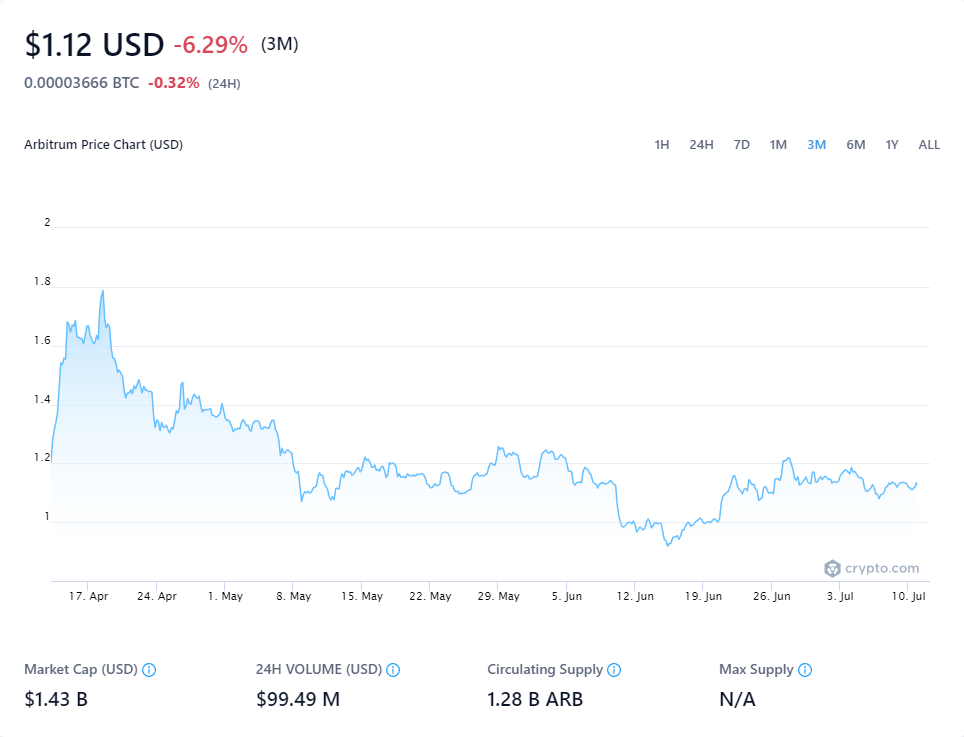 $1.12 USD -6.29% (3M)
0.00003666 BTC -0.32% (24H)
Arbitrum Price Chart (USD) 1H 24H 7D 1M 3M 6M 1Y ALL
2
1.8
1.6
1.4
1.2
1
crypto.com
17. Apr 24. Apr 1. May 8. May 15. May 22. May 29. May 5. Jun 12. Jun 19. Jun 26. Jun 3. Jul 10. Jul
Market Cap (USD) 24H VOLUME (USD) Circulating Supply Max Supply
$1.43 B $99.49 M 1.28 B ARB N/A